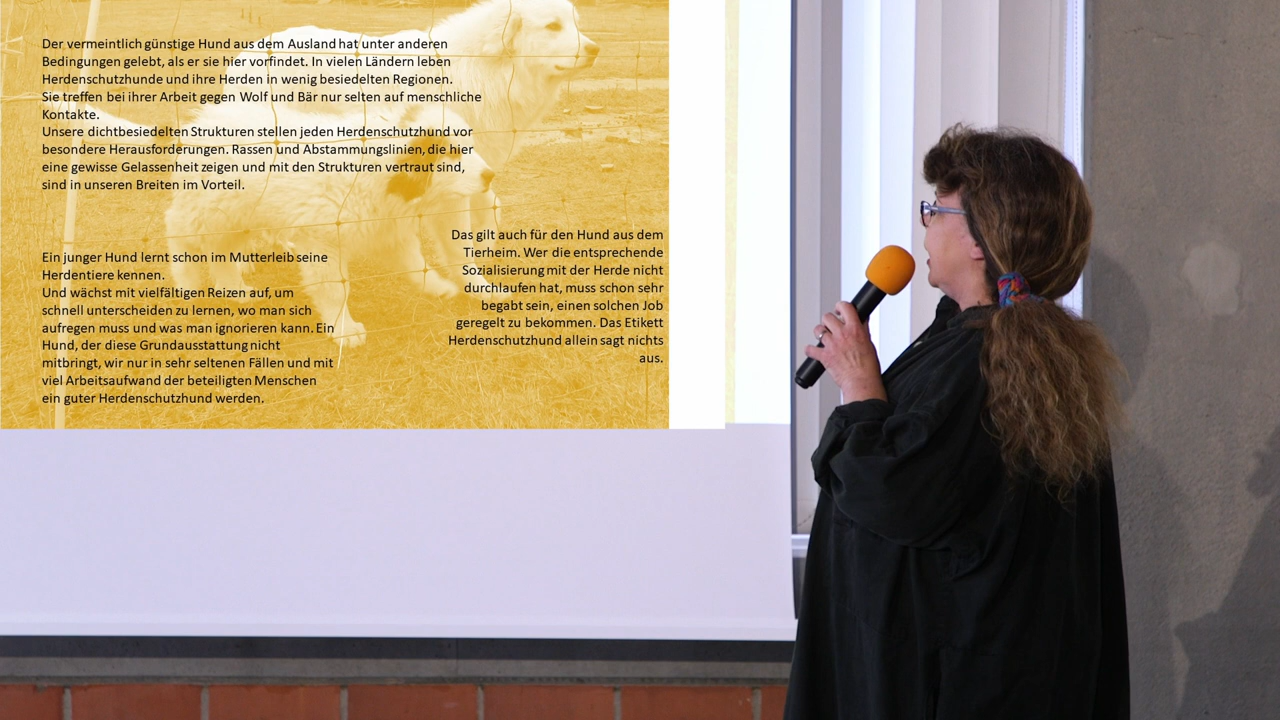 Der vermeintlich günstige Hund aus dem Ausland hat unter anderen
Bedingungen gelebt, als er sie hier vorfindet. In vielen Ländern leben
Herdenschutzhunde und ihre Herden in wenig besiedelten Regionen.
Sie treffen bei ihrer Arbeit gegen Wolf und Bär nur selten auf menschliche
Kontakte.
Unsere dichtbesiedelten Strukturen stellen jeden Herdenschutzhund vor
besondere Herausforderungen. Rassen und Abstammungslinien, die hier
eine gewisse Gelassenheit zeigen und mit den Strukturen vertraut sind,
sind in unseren Breiten im Vorteil.
Ein junger Hund lernt schon im Mutterleib seine
Herdentiere kennen.
Und wächst mit vielfältigen Reizen auf, um
schnell unterscheiden zu lernen, wo man sich
aufregen muss und was man ignorieren kann. Ein
Hund, der diese Grundausstattung nicht
mitbringt, wir nur in sehr seltenen Fällen und mit
viel Arbeitsaufwand der beteiligten Menschen
ein guter Herdenschutzhund werden.
Das gilt auch für den Hund aus dem
Tierheim. Wer die entsprechende
Sozialisierung mit der Herde nicht
durchlaufen hat, muss schon sehr
begabt sein, einen solchen Job
geregelt zu bekommen. Das Etikett
Herdenschutzhund allein sagt nichts
aus.